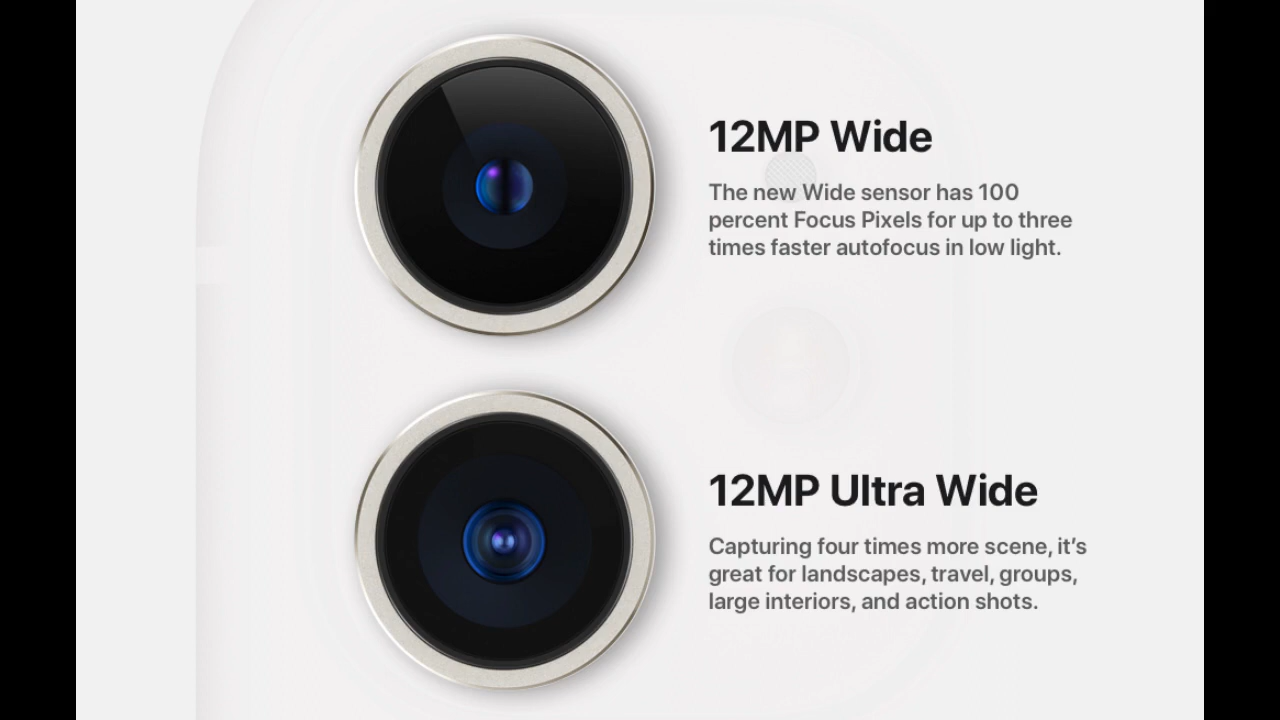 12MP Wide
The new Wide sensor has 100
percent Focus Pixels for up to three
times faster autofocus in low light.
12MP Ultra Wide
Capturing four times more scene, it’s
great for landscapes, travel, groups,
large interiors, and action shots.